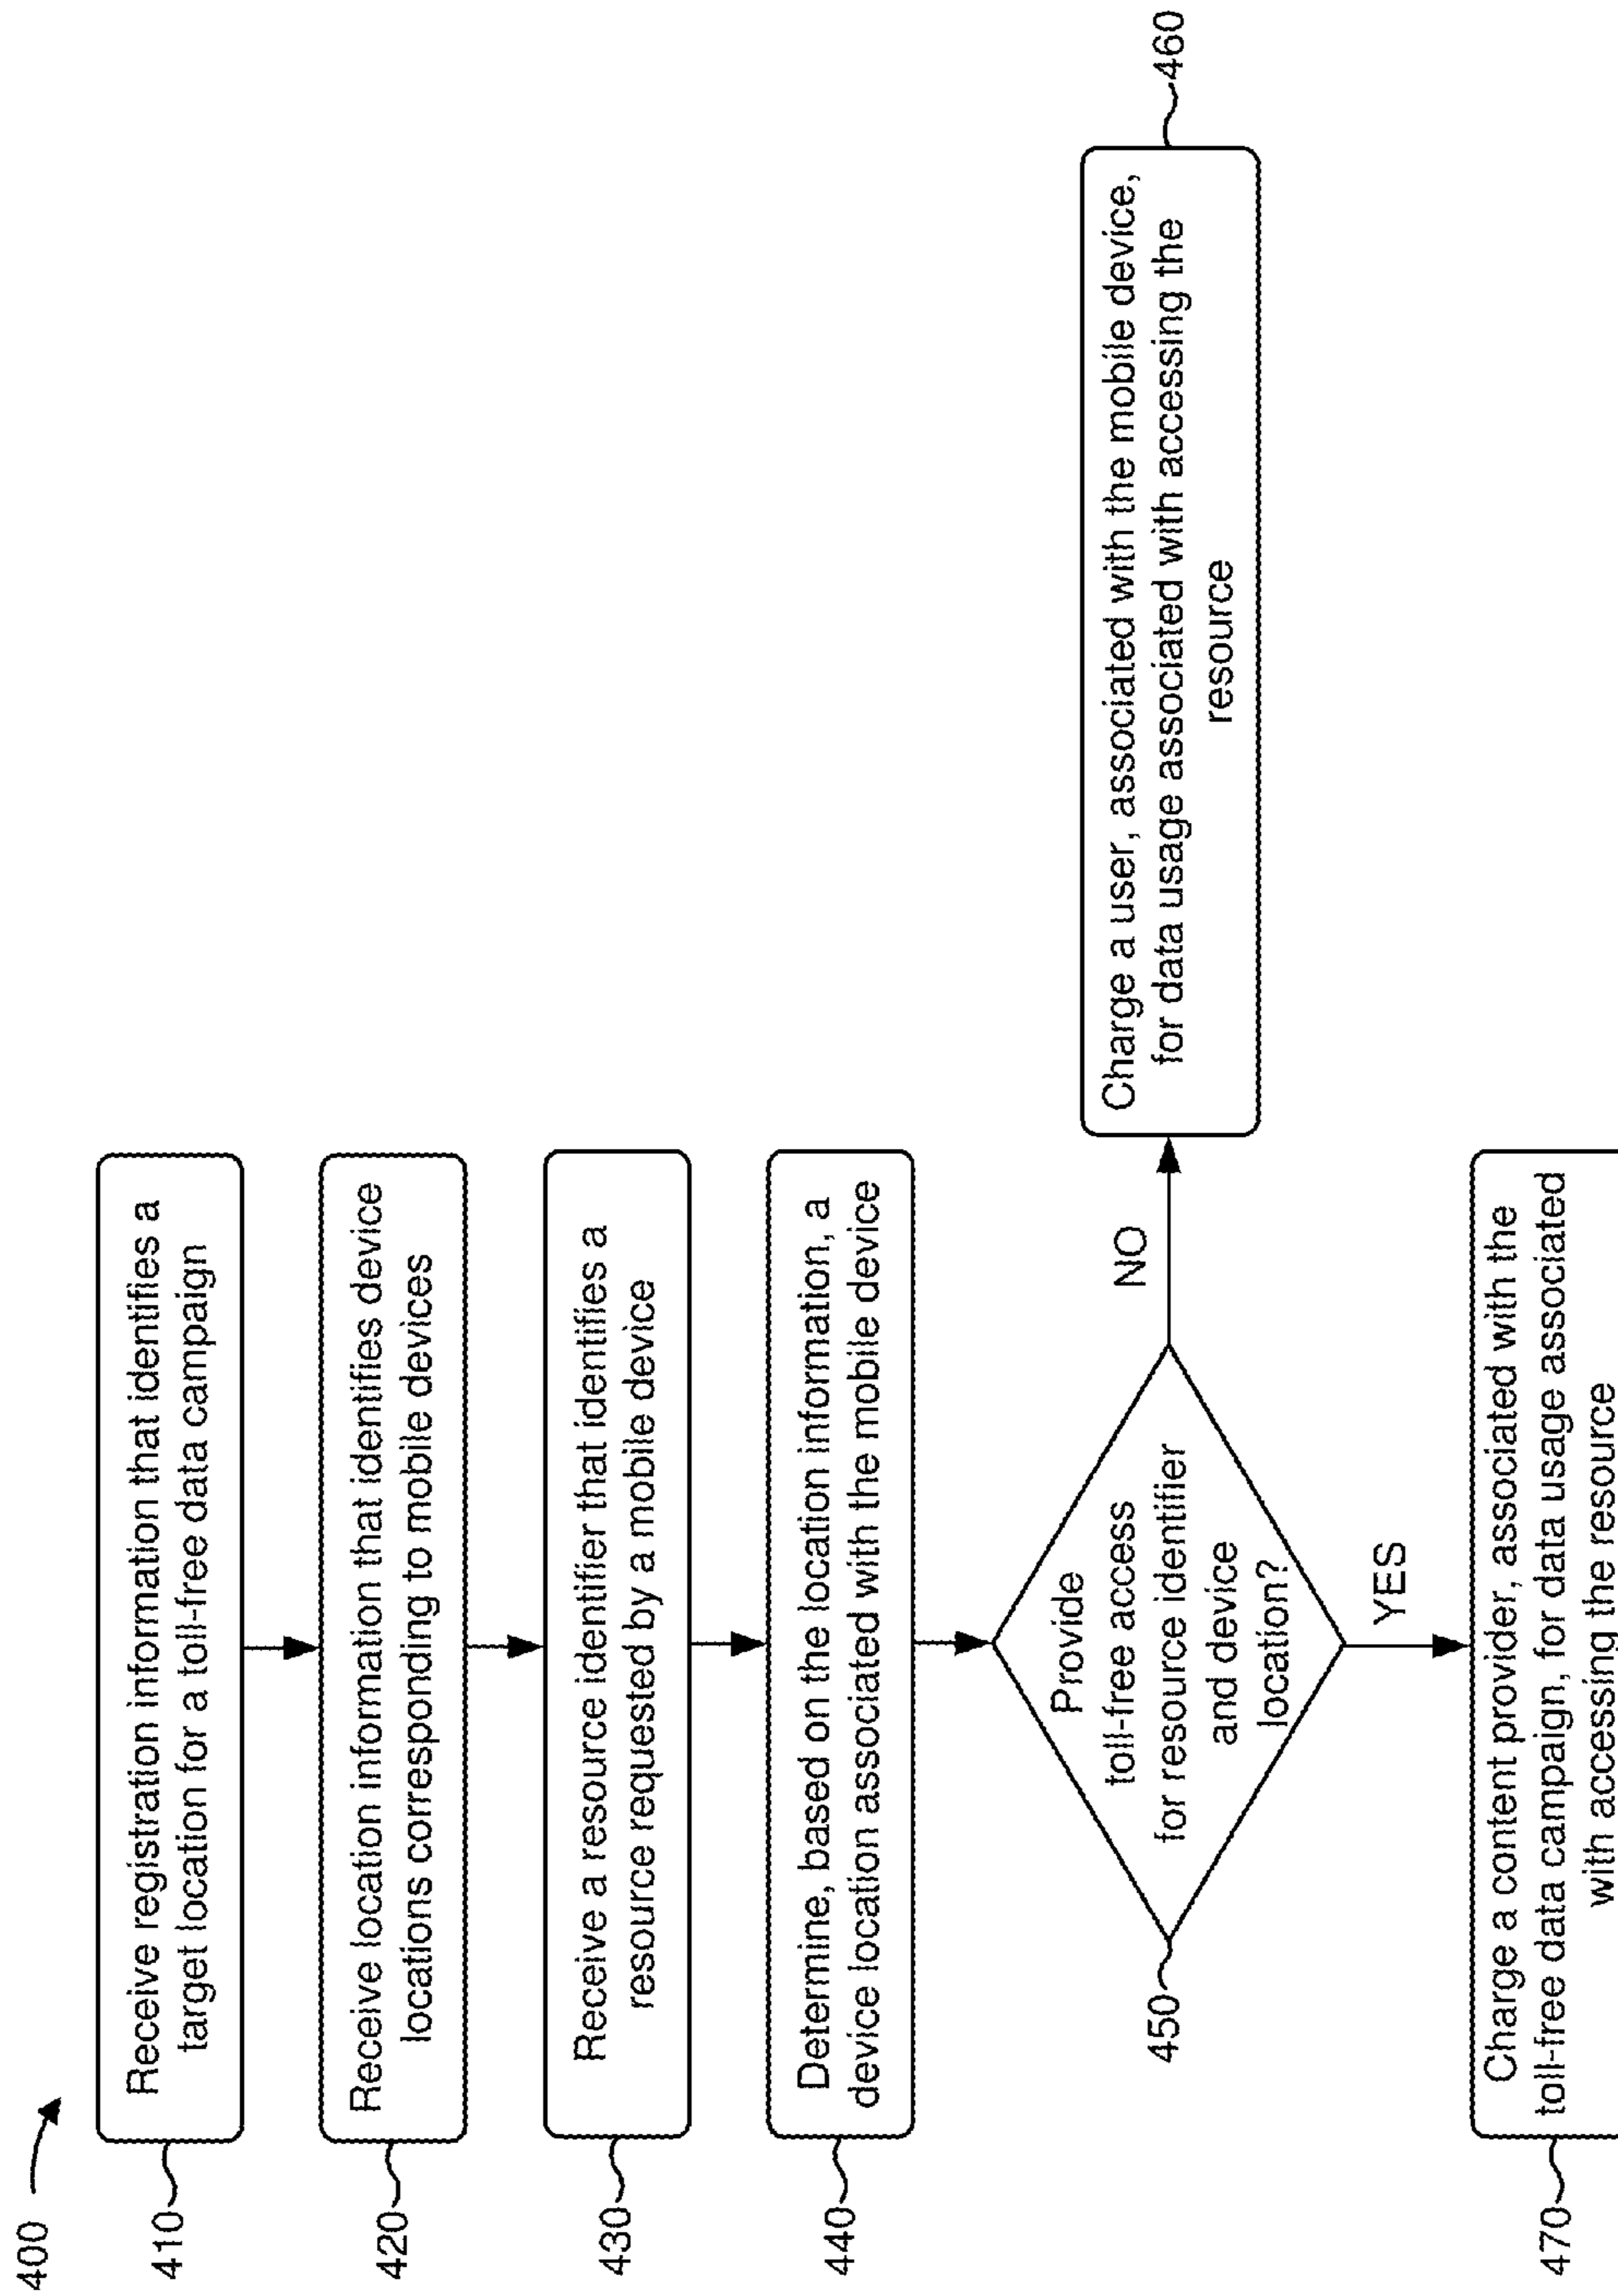 400
410
Receive registration information that identifies a
target location for a toll-free data campaign
420
Receive location information that identifies device
locations corresponding to mobile devices
430
Receive a resource identifier that identifies a
resource requested by a mobile device
440
Determine, based on the location information, a
device location associated with the mobile device
450
Provide
toll-free access
for resource identifier
and device
location?
NO
460
Charge a user, associated with the mobile device,
for data usage associated with accessing the
resource
YES
470
Charge a content provider, associated with the
toll-free data campaign, for data usage associated
with accessing the resource